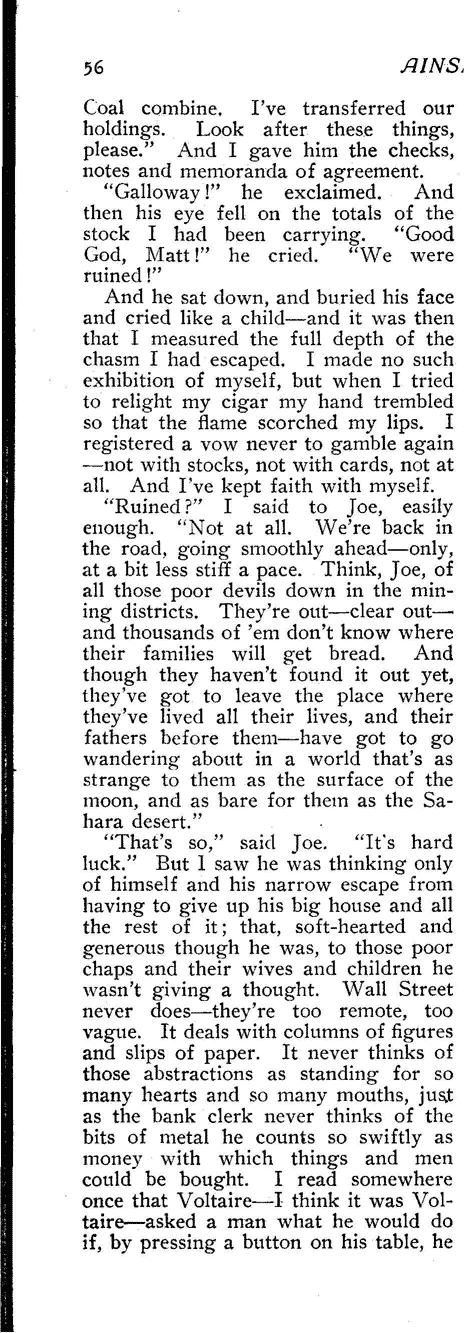 56 AINS
Coal combine. I've transferred our
holdings. Look after these things,
please." And I gave him the checks,
notes and memoranda of agreement.
"Galloway!" he exclaimed. And
then his eye fell on the totals of the
stock I had been carrying. "Good
God, Matt!" he cried. "We were
ruined!"
And he sat down, and buried his face
and cried like a child—and it was then
that I measured the full depth of the
chasm I had escaped. I made no such
exhibition of myself, but when I tried
to relight my cigar my hand trembled
so that the flame scorched my lips. I
registered a vow never to gamble again
—not with stocks, not with cards, not at
all. And I've kept faith with myself.
"Ruined?" I said to Joe, easily
enough. "Not at all. We're back in
the road, going smoothly ahead—only,
at a bit less stiff a pace. Think, Joe, of
all those poor devils down in the min-
ing districts. They're out—clear out—
and thousands of 'em don't know where
their families will get bread. And
though they haven't found it out yet,
they've got to leave the place where
they've lived all their lives, and their
fathers before them—have got to go
wandering about in a world that's as
strange to them as the surface of the
moon, and as bare for them as the Sa-
hara desert."
"That's so," said Joe. "It's hard
luck." But I saw he was thinking only
of himself and his narrow escape from
having to give up his big house and all
the rest of it; that, soft-hearted and
generous though he was, to those poor
chaps and their wives and children he
wasn't giving a thought. Wall Street
never does—they're too remote, too
vague. It deals with columns of figures
and slips of paper. It never thinks of
those abstractions as standing for so
many hearts and so many mouths, just
as the bank clerk never thinks of the
bits of metal he counts so swiftly as
money with which things and men
could be bought. I read somewhere
once that Voltaire—I think it was Vol-
taire—asked a man what he would do
if, by pressing a button on his table, he